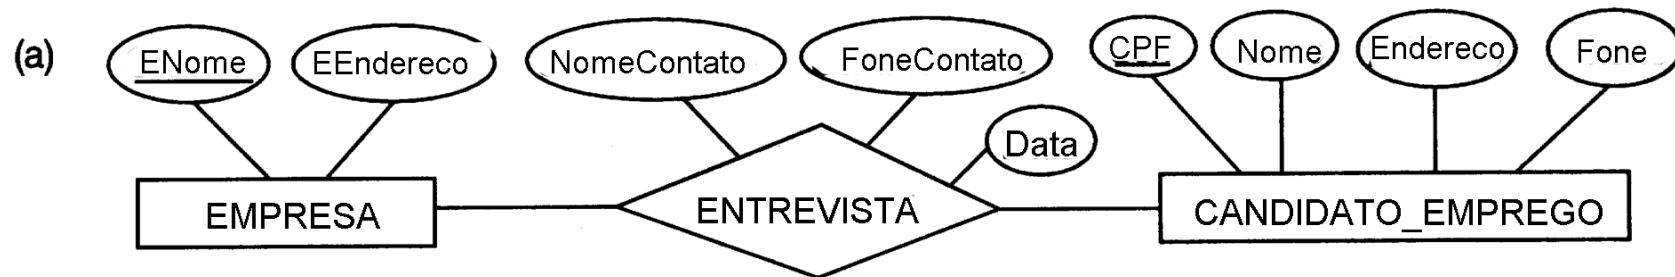 (a) ENome EEndereco NomeContato FoneContato CPF Nome Endereco Fone
Data
EMPRESA ENTREVISTA CANDIDATO_EMPREGO